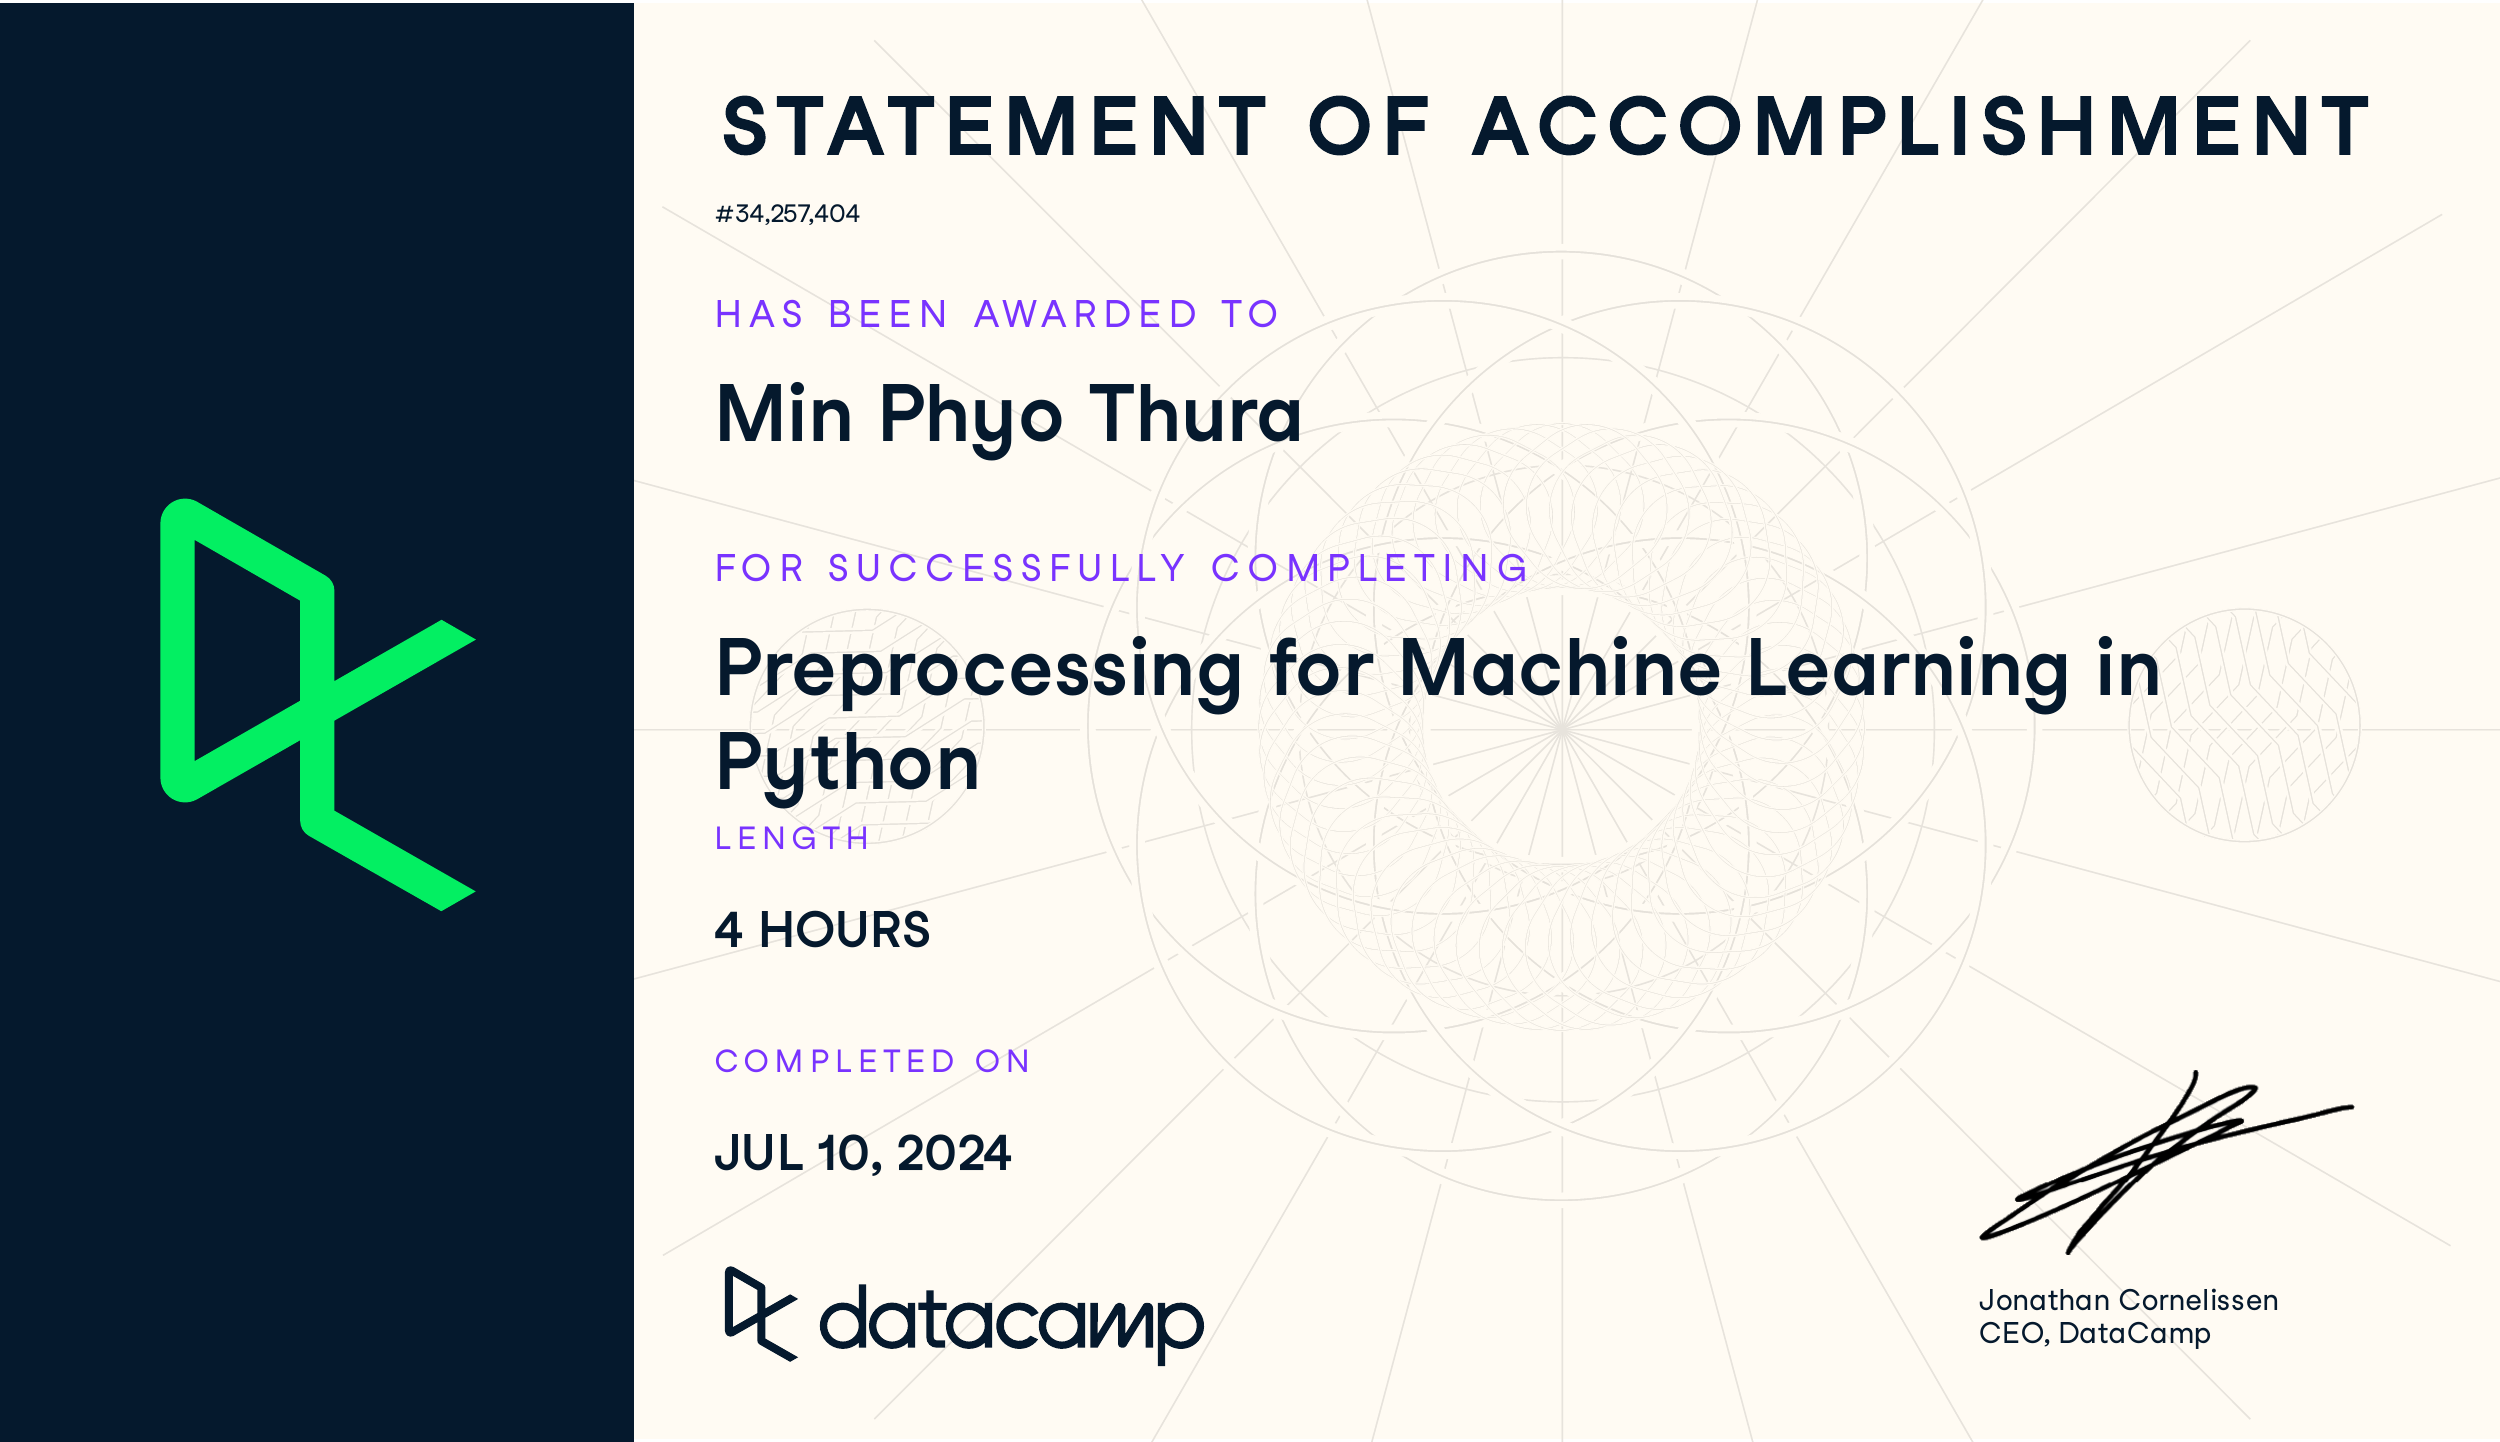 STATEMENT OF ACCOMPLISHMENT
#34,257,404
HAS BEEN AWARDED TO
Min Phyo Thura
FOR SUCCESSFULLY COMPLETING
Preprocessing for Machine Learning in
Python
LENGTH
4 HOURS
COMPLETED ON
JUL 10, 2024
datacamp
Jonathan Cornelissen
CEO, DataCamp